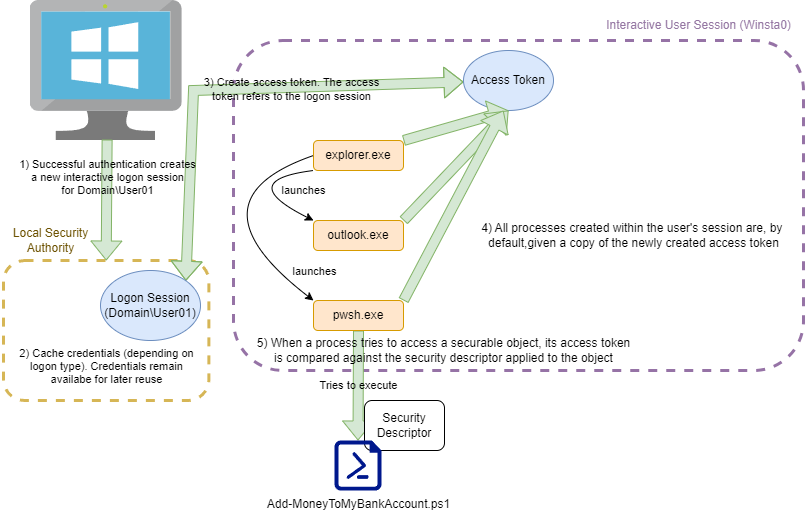 Interactive User Session (Winsta0)
3) Create access token. The access
token refers to the logon session
Access Token
explorer.exe
1) Successful authentication creates
a new interactive logon session
for Domain\User01
launches
outlook.exe
4) All processes created within the user's session are, by
default,given a copy of the newly created access token
Local Security
Authority
launches
Logon Session
(Domain\User01)
pwsh.exe
2) Cache credentials (depending on
logon type). Credentials remain
availabe for later reuse
5) When a process tries to access a securable object, its access token
is compared against the security descriptor applied to the object
Tries to execute
Security
Descriptor
Add-MoneyToMyBankAccount.ps1